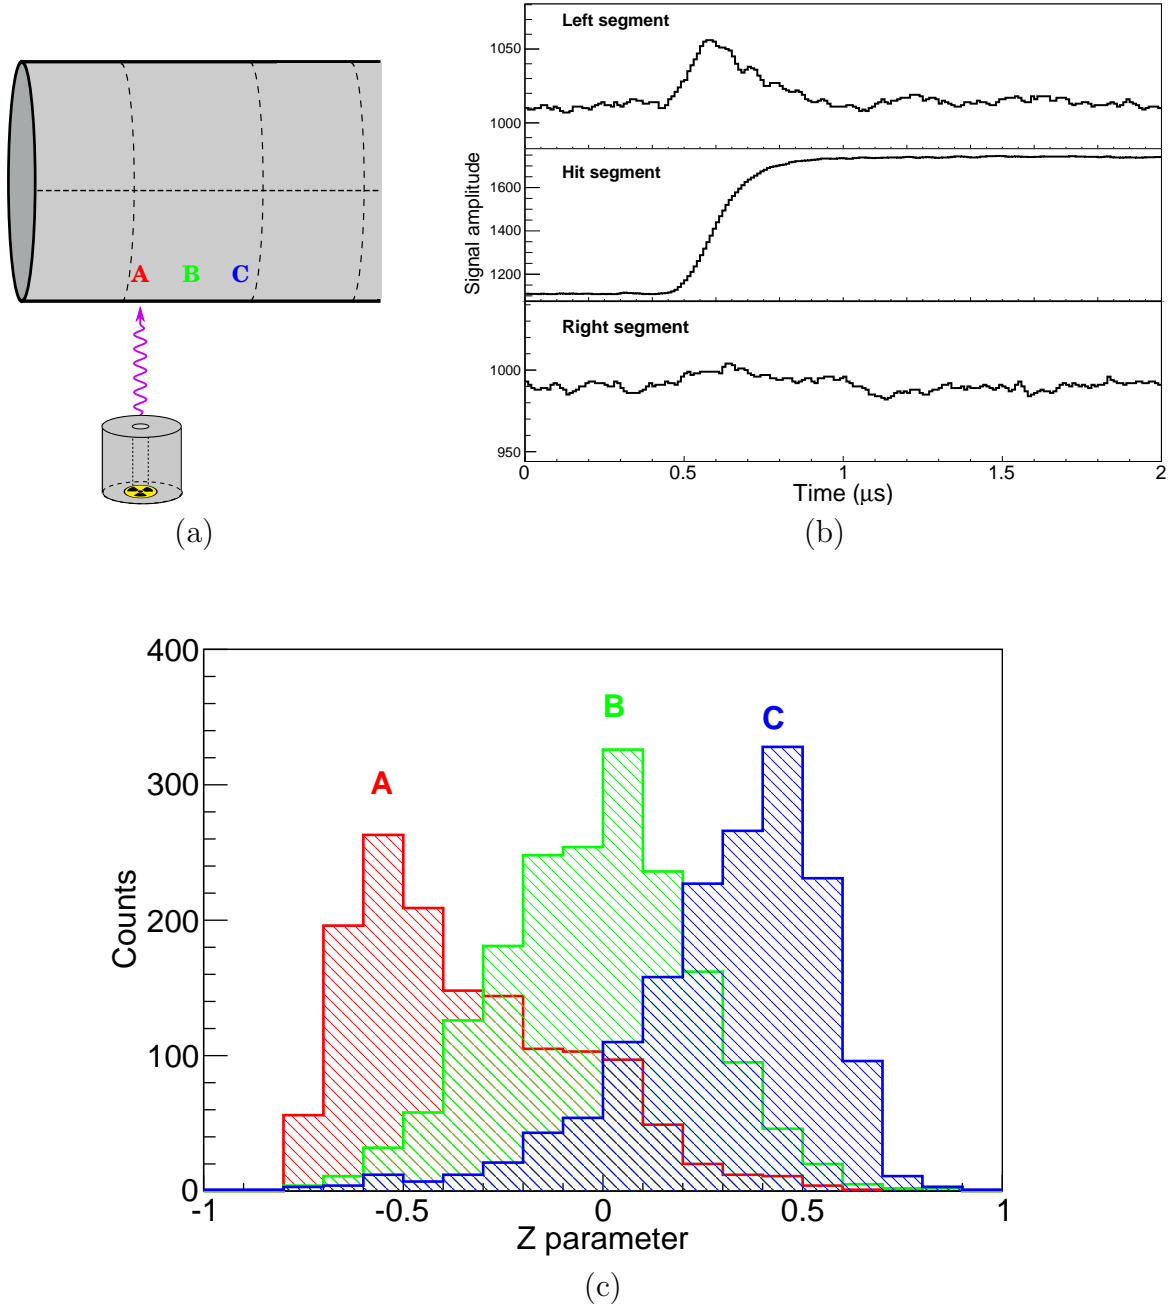 A B C
(a)
Left segment
1050
1000
Hit segment
1600
1400
1200
Right segment
1000
950
Signal amplitude
0 0.5 1 1.5 2
Time (μs)
(b)
400
300
200
100
0
Counts
A
B
C
-1 -0.5 0 0.5 1
Z parameter
(c)